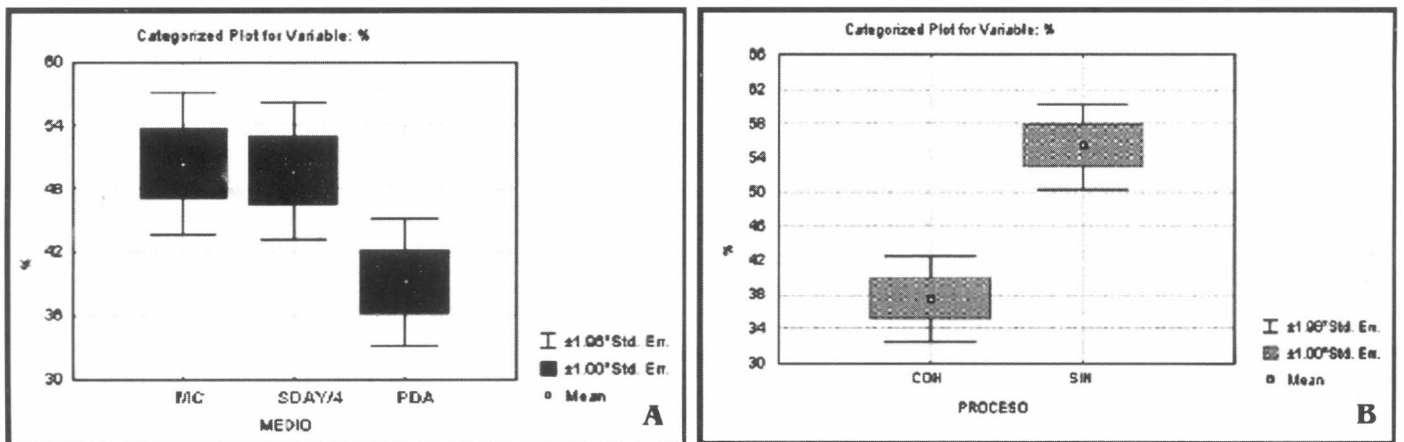 Categorized Plot for Variable: %
60
54
48
42
36
30
%
MC SDAY/4 PDA
MEDIO
±1.96*Std. Err.
±1.00*Std. Err.
Mean
A
Categorized Plot for Variable: %
66
62
58
54
50
46
42
38
34
30
%
CON SIN
PROCESO
±1.96*Std. Err.
±1.00*Std. Err.
Mean
B